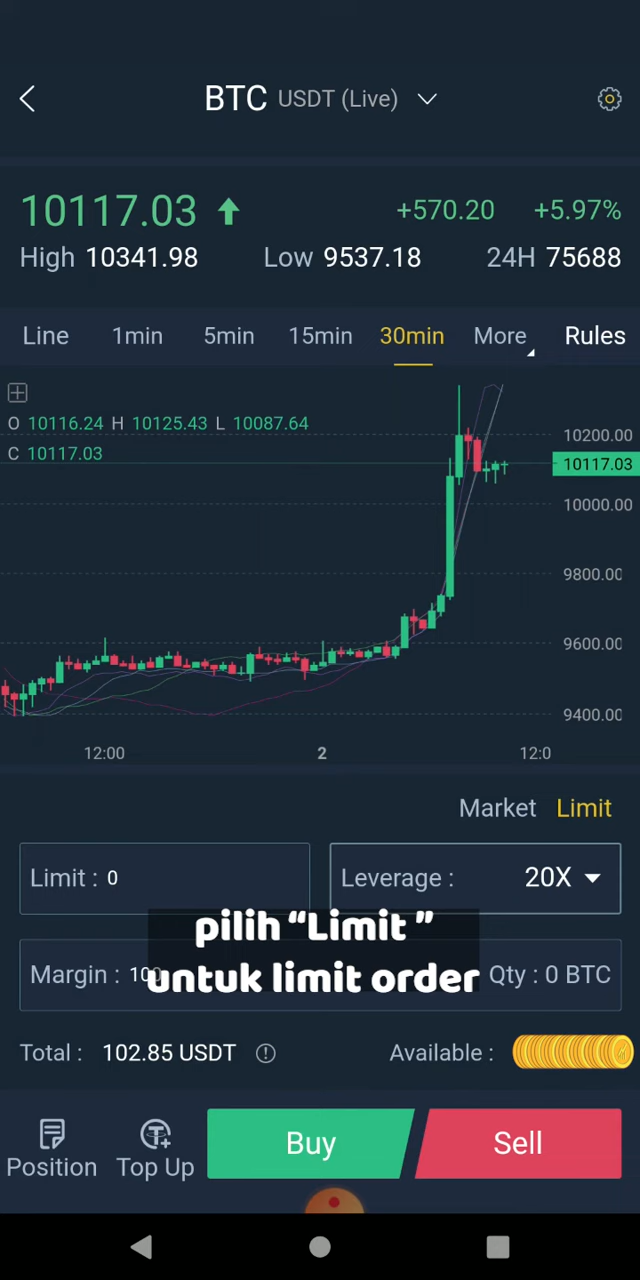 BTC USDT (Live)
10117.03 +570.20 +5.97%
High 10341.98 Low 9537.18 24H 75688
Line 1min 5min 15min 30min More Rules
O 10116.24 H 10125.43 L 10087.64
C 10117.03
10200.00
10117.03
10000.00
9800.00
9600.00
9400.00
12:00 2 12:0
Market Limit
Limit : 0 Leverage : 20X
pilih “Limit ”
untuk limit order
Margin : Qty : 0 BTC
Total : 102.85 USDT Available :
Position Top Up Buy Sell